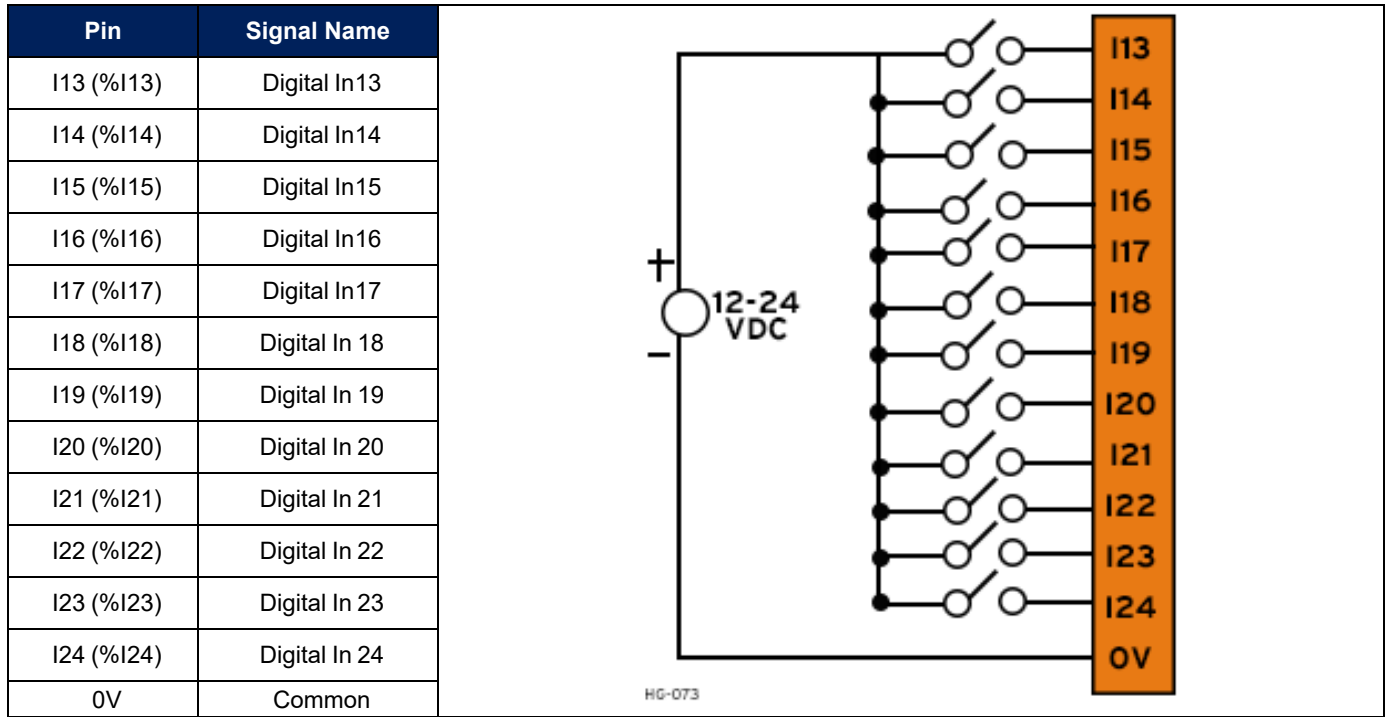 Pin Signal Name
I13 (%I13) Digital In13
I14 (%I14) Digital In14
I15 (%I15) Digital In15
I16 (%I16) Digital In16
I17 (%I17) Digital In17
I18 (%I18) Digital In 18
I19 (%I19) Digital In 19
I20 (%I20) Digital In 20
I21 (%I21) Digital In 21
I22 (%I22) Digital In 22
I23 (%I23) Digital In 23
I24 (%I24) Digital In 24
0V Common
+
12-24
VDC
−
I13
I14
I15
I16
I17
I18
I19
I20
I21
I22
I23
I24
0V
HG-073